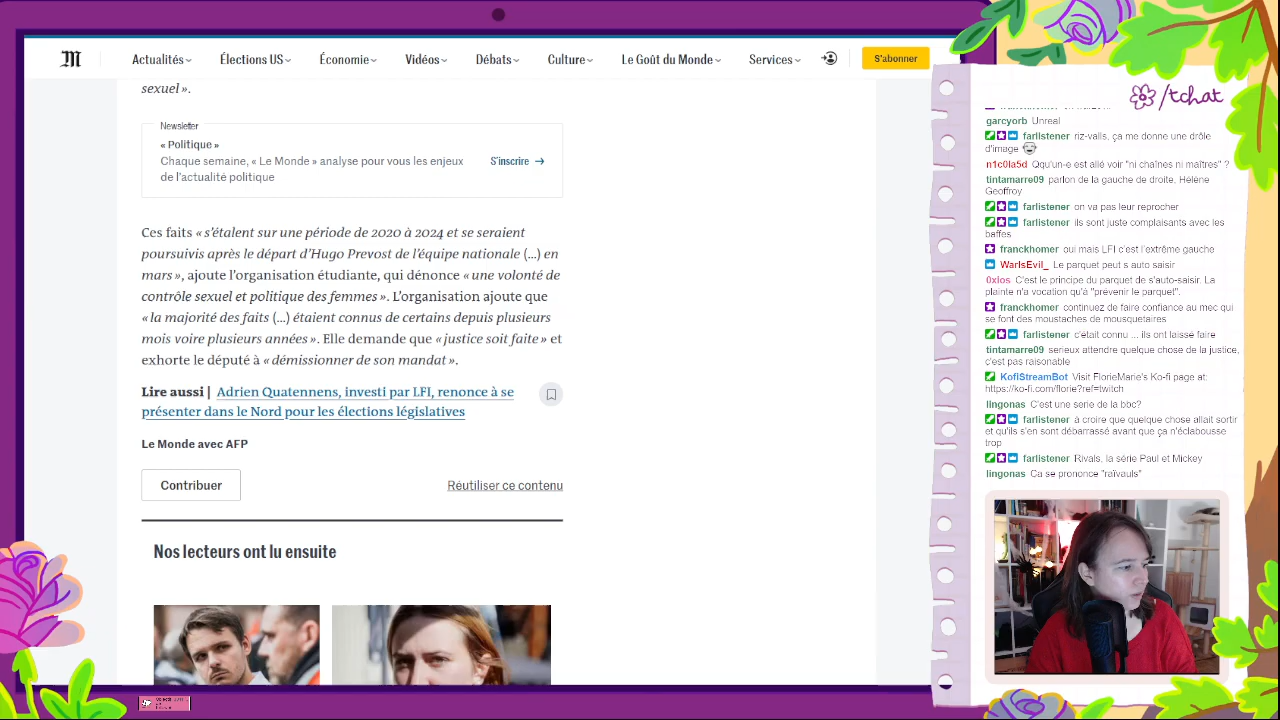 M
Actualités
Élections US
Économie
Vidéos
Débats
Culture
Le Goût du Monde
Services
S'abonner
sexuel ».
Newsletter
« Politique »
Chaque semaine, « Le Monde » analyse pour vous les enjeux
de l'actualité politique
S'inscrire →
Ces faits « s'étalent sur une période de 2020 à 2024 et se seraient
poursuivis après le départ d'Hugo Prevost de l'équipe nationale (…) en
mars », ajoute l'organisation étudiante, qui dénonce « une volonté de
contrôle sexuel et politique des femmes ». L'organisation ajoute que
« la majorité des faits (… étaient connus de certains depuis plusieurs
mois voire plusieurs années ». Elle demande que « justice soit faite » et
exhorte le député à « démissionner de son mandat ».
Lire aussi | Adrien Quatennens, investi par LFI, renonce à se
présenter dans le Nord pour les élections législatives
Le Monde avec AFP
Contribuer
Réutiliser ce contenu
Nos lecteurs ont lu ensuite
/tchat
garcyorb Unreal
farlistener riz-valls, ça me donne une drôle
d'image
n1c0la5d Qqu'un-e est allé voir "ni chaînes ni maîtres" ?
tintamarre09 parlon de la gauche de droite, Hélène
Geoffroy
farlistener on va pas leur reprocher
farlistener ils sont juste complaisants avec les
baffes
franckhomer oui mais LFI c'est l'extrême gauche
WarIsEvil_ Le parquet peut s auto saisir
0xlos C'est le principe du parquet de s'auto-saisir. La
plainte n'a vocation qu'à "prévenir le parquet".
franckhomer continuez de faire confiance au mec qui
se font des moustaches de mousquetaires
farlistener c'était connu ... ils ont laissé faire
tintamarre09 serieux attendre quelque chose de la justice,
c'est pas raisonable
KofiStreamBot Visit FlorieMarie's Ko-fi page at:
https://ko-fi.com/florie?ref=twitch
lingonas C'est une serie de la bbc?
farlistener à croire que quelque chose allait sortir
et qu'ils s'en sont débarrassé avant que ça n'éclabousse
trop
farlistener Rivals, la série Paul et Mickey
lingonas Ca se prononce "raïvauls"